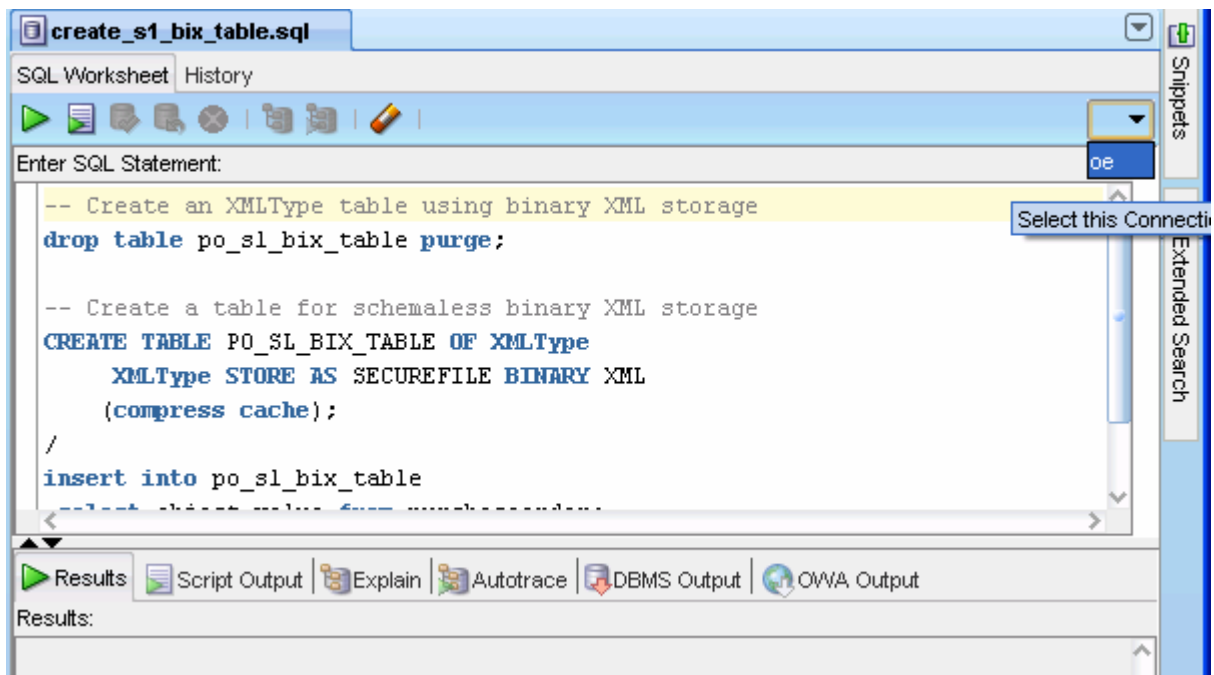 create_s1_bix_table.sql
SQL Worksheet History
Enter SQL Statement:
oe
Select this Connecti
-- Create an XMLType table using binary XML storage
drop table po_sl_bix_table purge;
-- Create a table for schemaless binary XML storage
CREATE TABLE PO_SL_BIX_TABLE OF XMLType
XMLType STORE AS SECUREFILE BINARY XML
(compress cache);
/
insert into po_sl_bix_table
Results Script Output Explain Autotrace DBMS Output OWA Output
Results:
Snippets
Extended Search